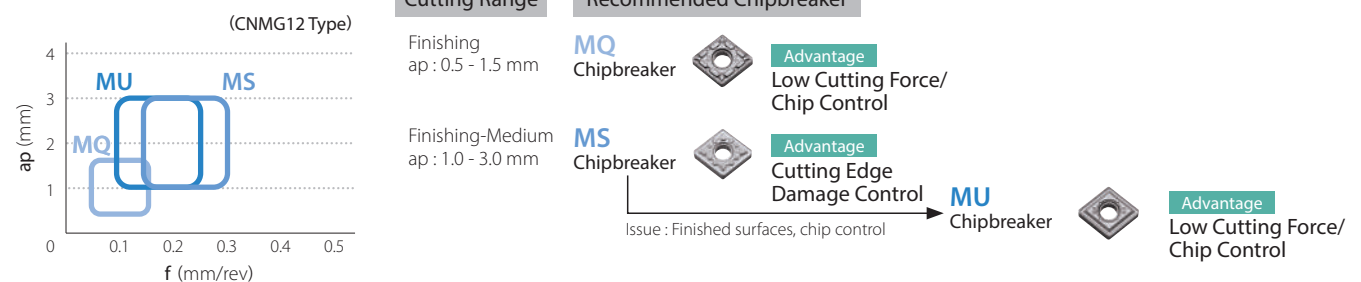 Cutting Range
Recommended Chipbreaker
(CNMG12 Type)
4
3
2
1
0
0.1
0.2
0.3
0.4
0.5
ap (mm)
f (mm/rev)
MU
MS
MQ
Finishing
ap : 0.5 - 1.5 mm
MQ
Chipbreaker
Advantage
Low Cutting Force/
Chip Control
Finishing-Medium
ap : 1.0 - 3.0 mm
MS
Chipbreaker
Advantage
Cutting Edge
Damage Control
Issue : Finished surfaces, chip control
MU
Chipbreaker
Advantage
Low Cutting Force/
Chip Control